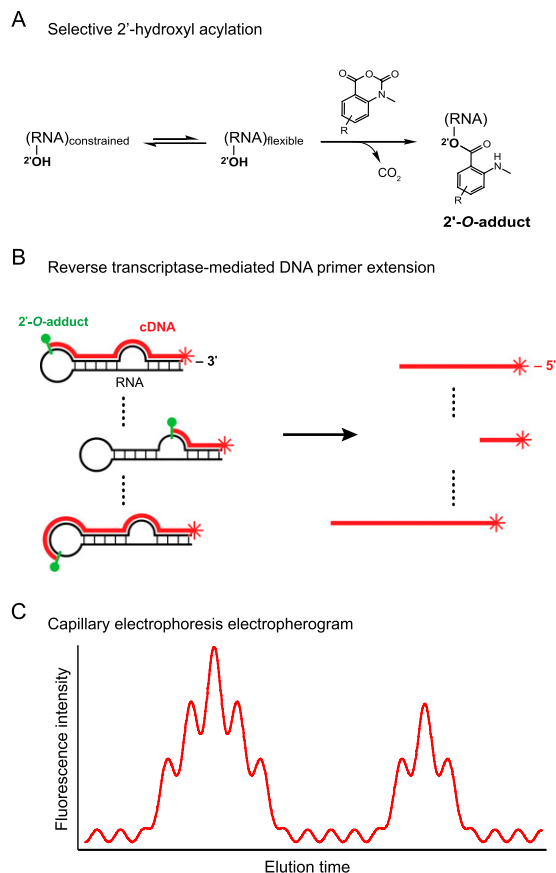 A
Selective 2'-hydroxyl acylation
O O O
N
R
(RNA)constrained
2'OH
(RNA)flexible
2'OH
CO2
(RNA)
2'O O
H
N
R
2'-O-adduct
B
Reverse transcriptase-mediated DNA primer extension
2'-O-adduct
cDNA
– 3'
RNA
– 5'
C
Capillary electrophoresis electropherogram
Fluorescence intensity
Elution time